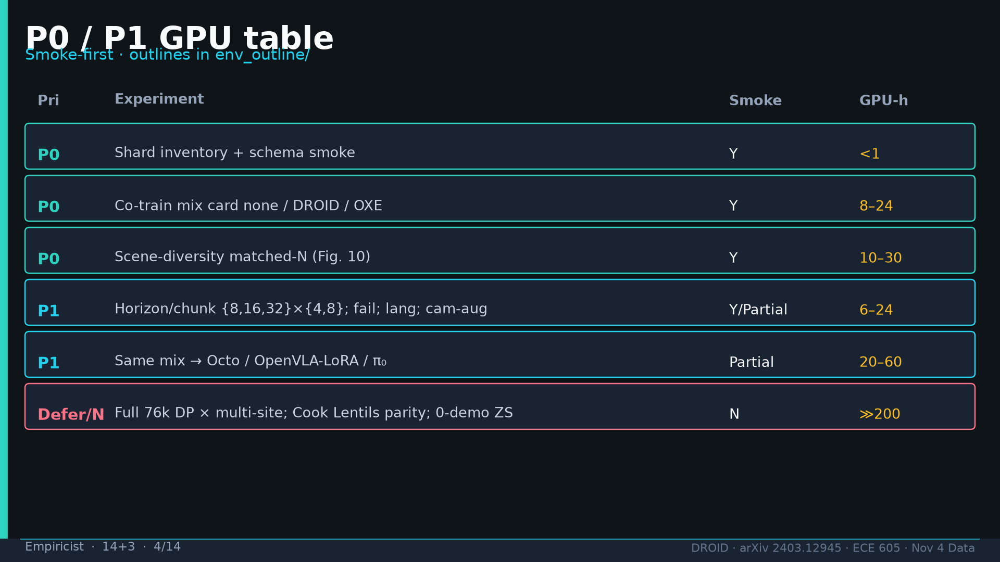 P0 / P1 GPU table
Smoke-first · outlines in env_outline/
Pri Experiment Smoke GPU-h
P0 Shard inventory + schema smoke Y <1
P0 Co-train mix card none / DROID / OXE Y 8–24
P0 Scene-diversity matched-N (Fig. 10) Y 10–30
P1 Horizon/chunk {8,16,32}×{4,8}; fail; lang; cam-aug Y/Partial 6–24
P1 Same mix → Octo / OpenVLA-LoRA / π₀ Partial 20–60
Defer/N Full 76k DP × multi-site; Cook Lentils parity; 0-demo ZS N ≫200
Empiricist · 14+3 · 4/14
DROID · arXiv 2403.12945 · ECE 605 · Nov 4 Data